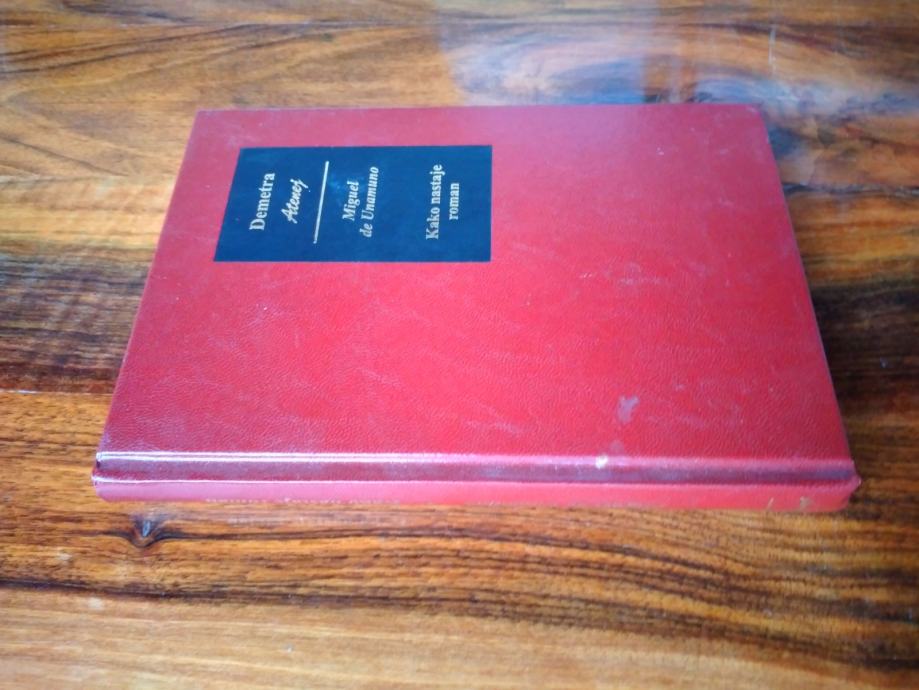 Demetra
Atenej
Miguel
de Unamuno
Kako nastaje
roman